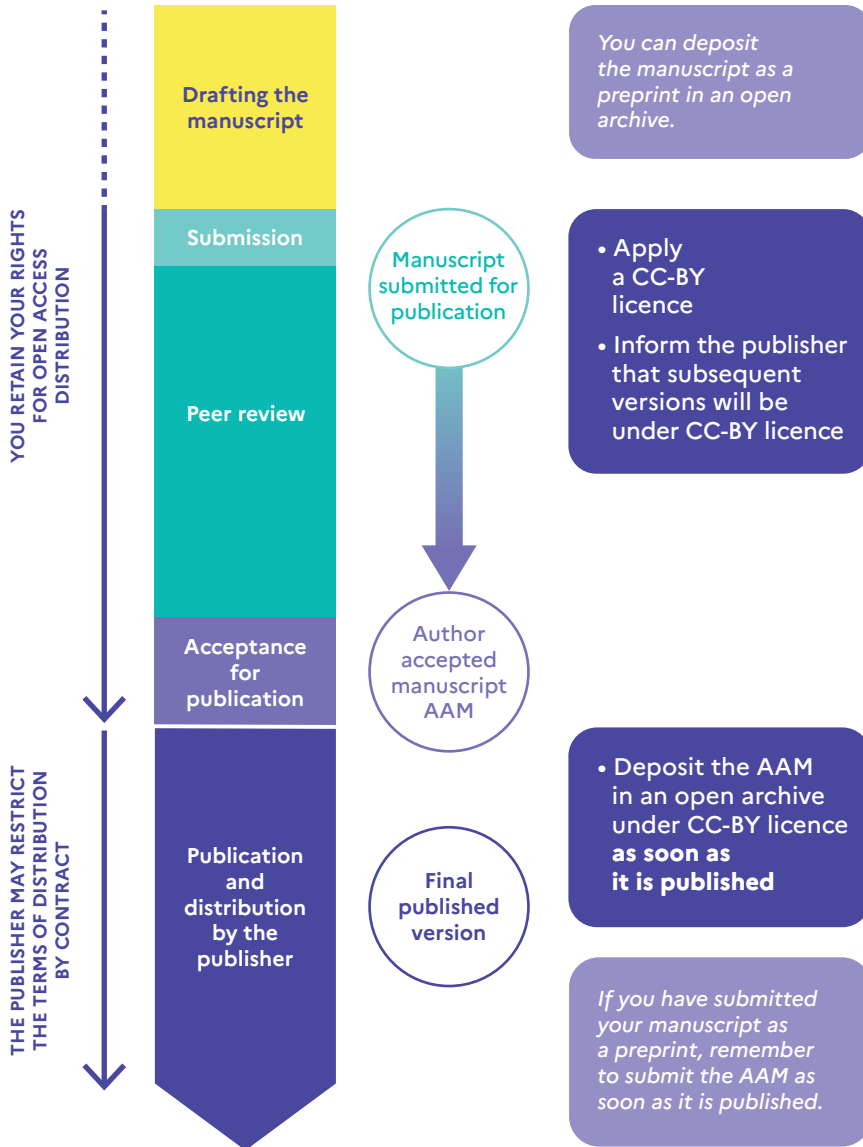 Drafting the
manuscript
You can deposit
the manuscript as a
preprint in an open
archive.
YOU RETAIN YOUR RIGHTS
FOR OPEN ACCESS
DISTRIBUTION
Submission
Peer review
Manuscript
submitted for
publication
• Apply
a CC-BY
licence
• Inform the publisher
that subsequent
versions will be
under CC-BY licence
Acceptance
for
publication
Author
accepted
manuscript
AAM
THE PUBLISHER MAY RESTRICT
THE TERMS OF DISTRIBUTION
BY CONTRACT
Publication
and
distribution
by the
publisher
Final
published
version
• Deposit the AAM
in an open archive
under CC-BY licence
as soon as
it is published
If you have submitted
your manuscript as
a preprint, remember
to submit the AAM as
soon as it is published.